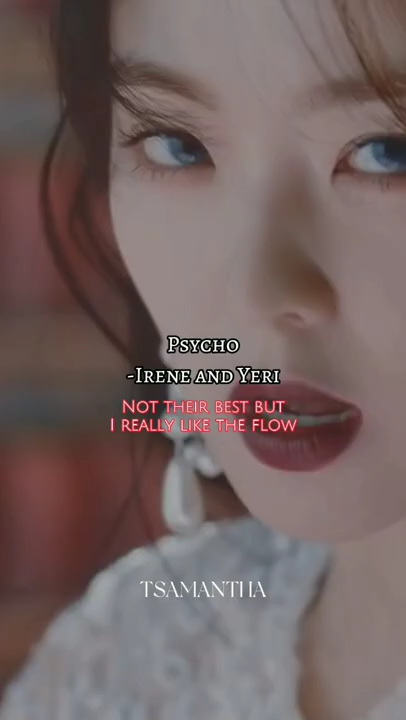 Psycho
-Irene and Yeri
Not their best but
I really like the flow
TSAMANTHA